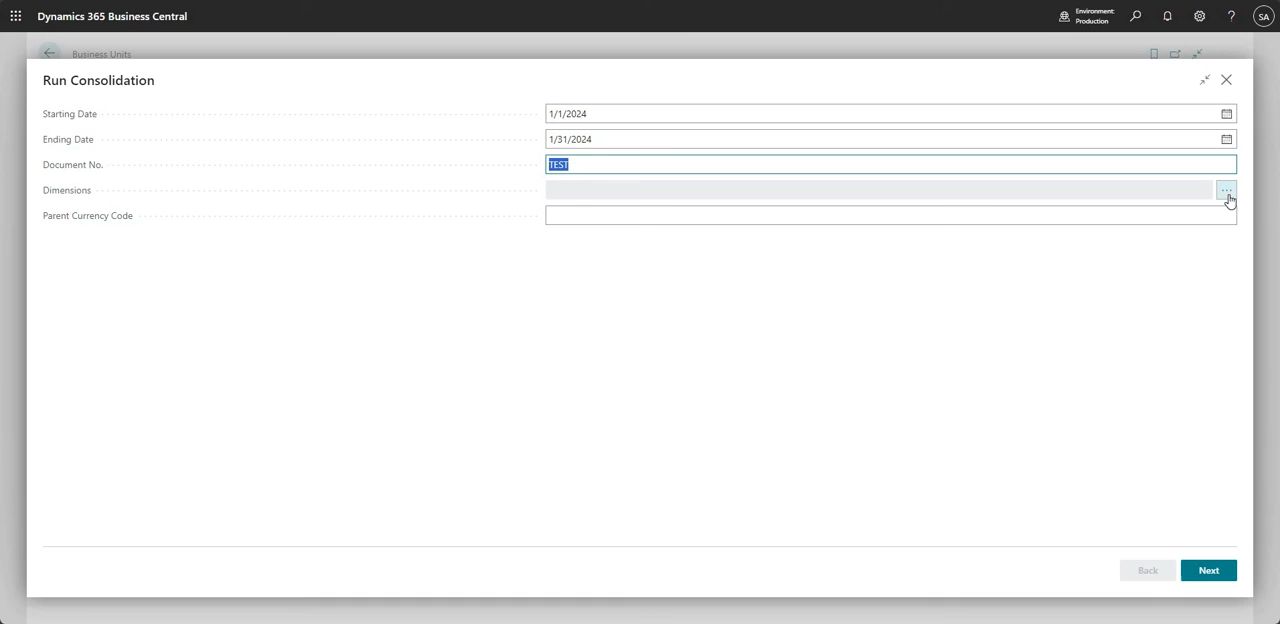 Dynamics 365 Business Central
Environment:
Production
?
SA
Business Units
Run Consolidation
Starting Date
1/1/2024
Ending Date
1/31/2024
Document No.
TEST
Dimensions
...
Parent Currency Code
Back
Next